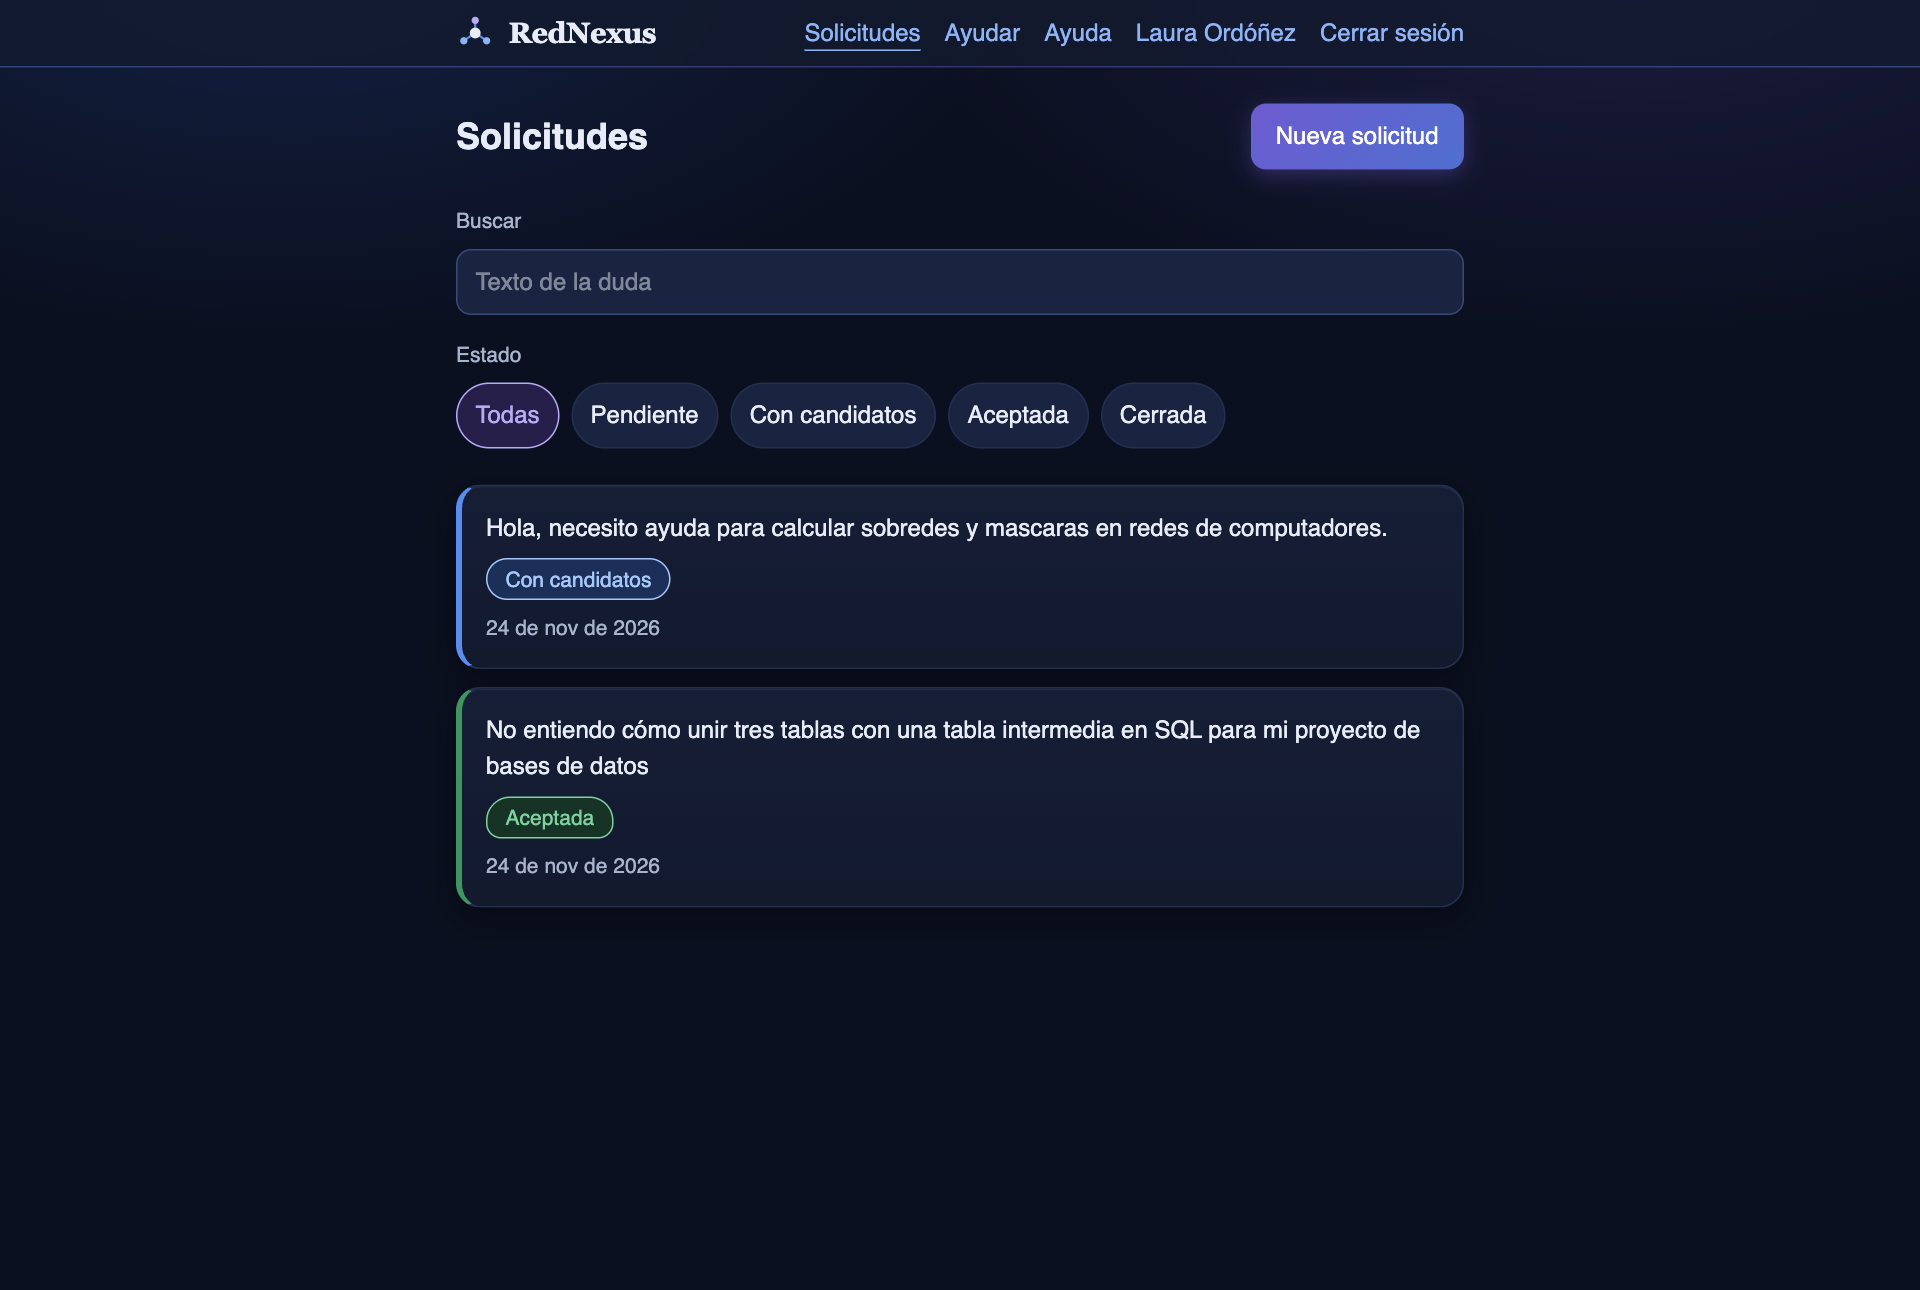 RedNexus
Solicitudes
Ayudar
Ayuda
Laura Ordóñez
Cerrar sesión
Solicitudes
Nueva solicitud
Buscar
Texto de la duda
Estado
Todas
Pendiente
Con candidatos
Aceptada
Cerrada
Hola, necesito ayuda para calcular sobredes y mascaras en redes de computadores.
Con candidatos
24 de nov de 2026
No entiendo cómo unir tres tablas con una tabla intermedia en SQL para mi proyecto de
bases de datos
Aceptada
24 de nov de 2026